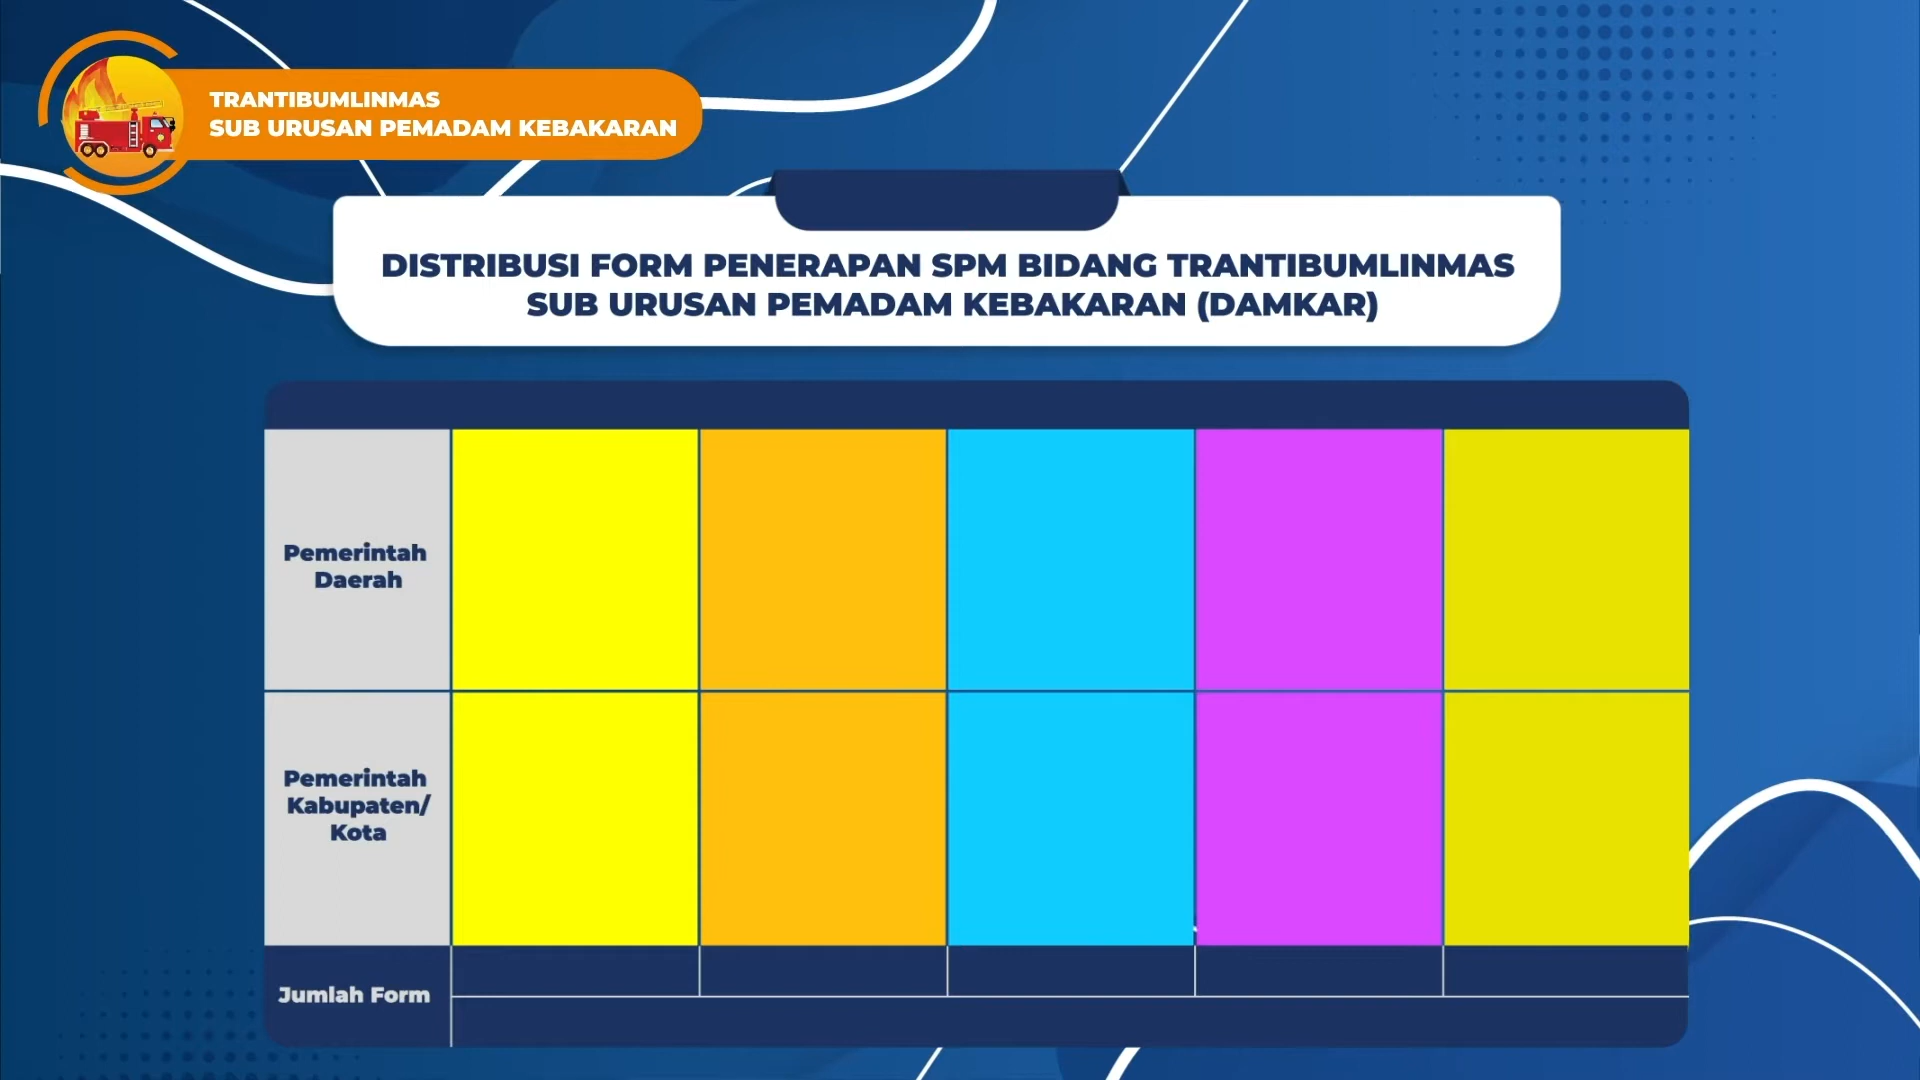 TRANTIBUMLINMAS
SUB URUSAN PEMADAM KEBAKARAN
DISTRIBUSI FORM PENERAPAN SPM BIDANG TRANTIBUMLINMAS
SUB URUSAN PEMADAM KEBAKARAN (DAMKAR)
Pemerintah
Daerah
Pemerintah
Kabupaten/
Kota
Jumlah Form